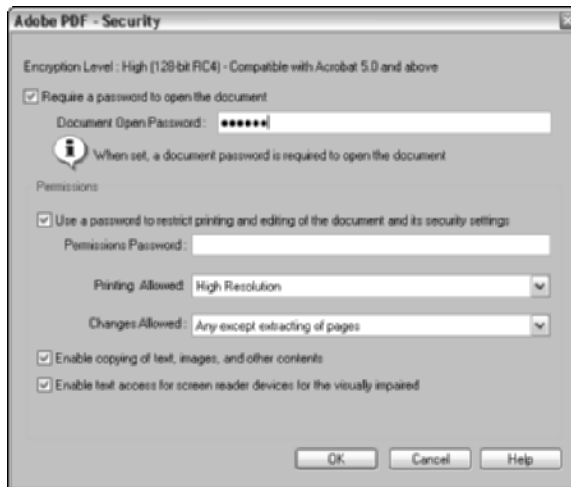 Adobe PDF - Security
Encryption Level : High (128-bit RC4) - Compatible with Acrobat 5.0 and above
Require a password to open the document
Document Open Password : ••••••
When set, a document password is required to open the document
Permissions
Use a password to restrict printing and editing of the document and its security settings
Permissions Password :
Printing Allowed: High Resolution
Changes Allowed : Any except extracting of pages
Enable copying of text, images, and other contents
Enable text access for screen reader devices for the visually impaired
OK Cancel Help